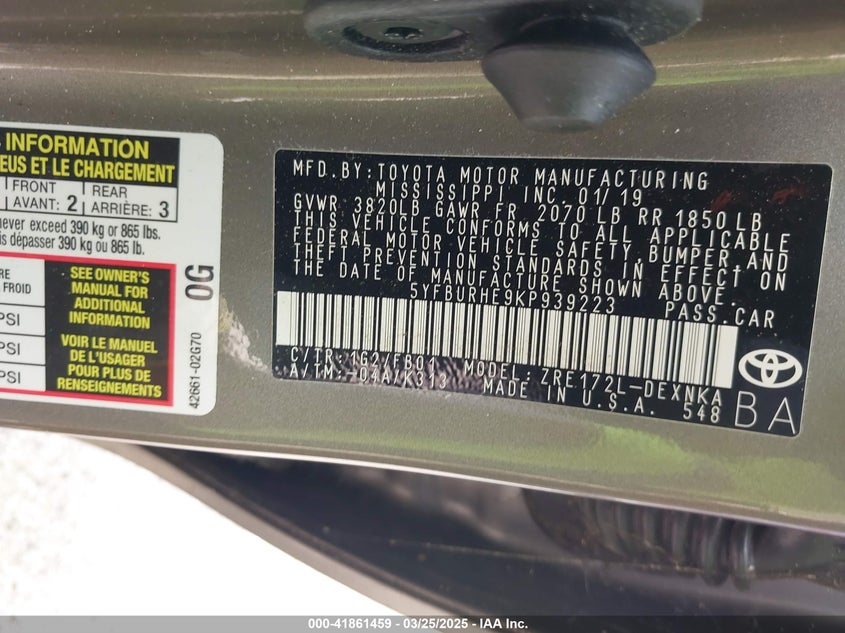 INFORMATION
EUS ET LE CHARGEMENT
FRONT
AVANT: 2
REAR
ARRIÈRE: 3
never exceed 390 kg or 865 lbs.
dépasser 390 kg ou 865 lb.
FROID
PSI
PSI
PSI
SEE OWNER'S
MANUAL FOR
ADDITIONAL
INFORMATION
VOIR LE MANUEL
DE L'USAGER
POUR PLUS DE
RENSEIGNEMENTS
0G
42661-02G70
MFD.BY:TOYOTA MOTOR MANUFACTURING
MISSISSIPPI, INC. 01/19
GVWR 3820LB GAWR FR 2070 LB RR 1850 LB
THIS VEHICLE CONFORMS TO ALL APPLICABLE
FEDERAL MOTOR VEHICLE SAFETY,BUMPER,AND
THEFT PREVENTION STANDARDS IN EFFECT ON
THE DATE OF MANUFACTURE SHOWN ABOVE.
5YFBURHE9KP939223 PASS.CAR
C/TR:1G2/FB01 MODEL:ZRE172L-DEXNKA
A/TM:-04A/K313 MADE IN U.S.A. 548
BA
000-41861459 - 03/25/2025 - IAA Inc.